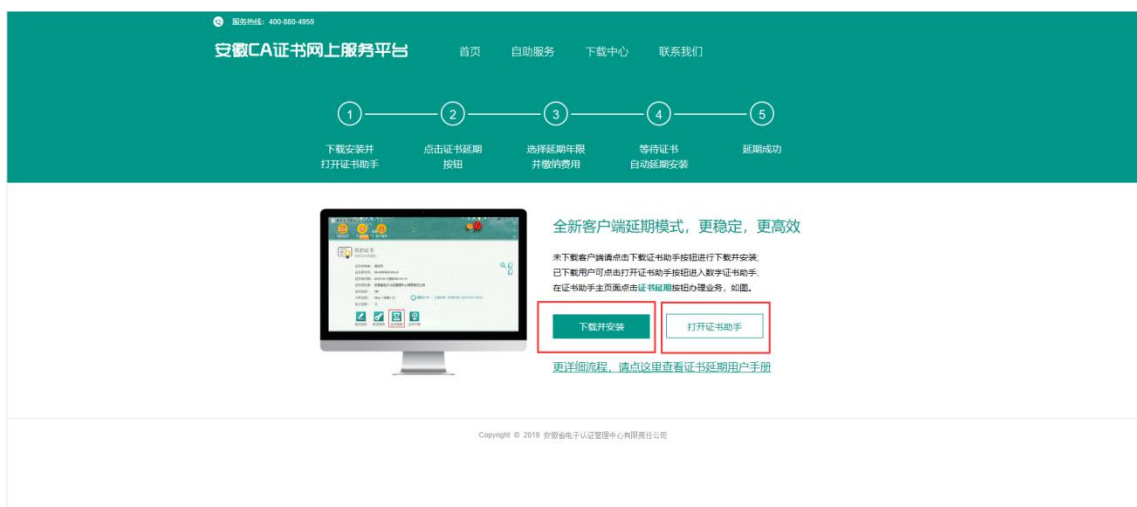 服务热线：400-880-4959
安徽CA证书网上服务平台
首页 自助服务 下载中心 联系我们
1 2 3 4 5
下载安装并 点击证书延期 选择延期年限 等待证书 延期成功
打开证书助手 按钮 并缴纳费用 自动延期安装
全新客户端延期模式，更稳定，更高效
未下载客户端请点击下载证书助手按钮进行下载并安装;
已下载用户可点击打开证书助手按钮进入数字证书助手;
在证书助手主页面点击证书延期按钮办理业务，如图。
我的证书
下载并安装 打开证书助手
更详细流程，请点这里查看证书延期用户手册
Copyright © 2019 安徽省电子认证管理中心有限责任公司